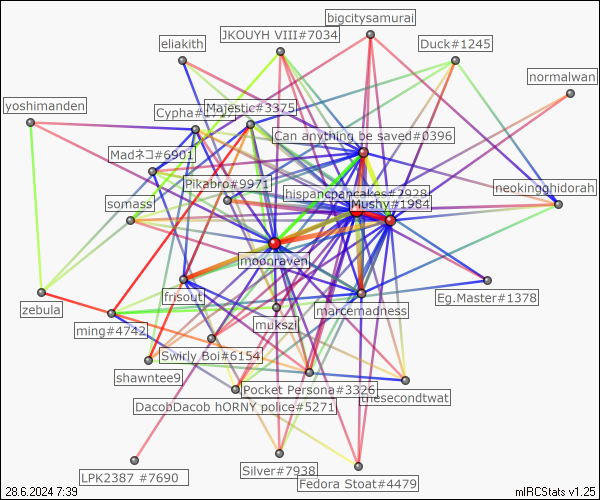 bigcitysamurai
eliakith
JKOUYH VIII#7034
Duck#1245
normalwan
yoshimanden
Majestic#3375
Can anything be saved#0396
Madネコ#6901
Pikabro#9971
hispancpancakes#2928
Mushy#1984
neokingghidorah
somass
moonraven
frisout
Eg.Master#1378
zebula
ming#4742
mukszi
marcemadness
Swirly Boi#6154
shawntee9
Pocket Persona#3326
thesecondtwat
DacobDacob hORNY police#5271
LPK2387 #7690
Silver#7938
Fedora Stoat#4479
28.6.2024 7:39
mIRCStats v1.25